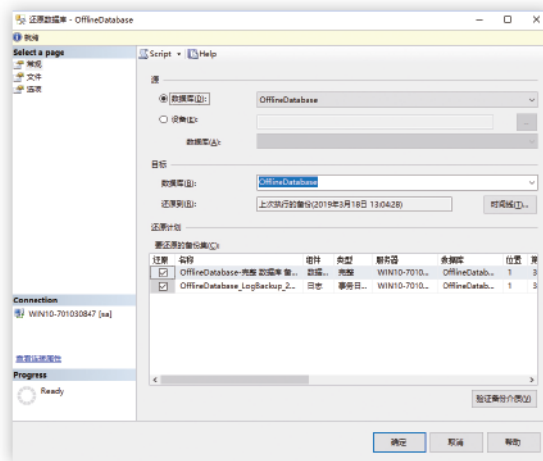 还原数据库 - OfflineDatabase
就绪
Select a page
常规
文件
选项
Script
Help
源
数据库(D):
OfflineDatabase
设备(E):
...
数据库(A):
目标
数据库(B):
OfflineDatabase
还原到(R):
上次执行的备份(2019年3月18日 13:04:28)
时间线(T)...
还原计划
要还原的备份集(C):
还原 名称 组件 类型 服务器 数据库 位置 第
OfflineDatabase-完整 数据库 备... 数据... 完整 WIN10-7010... OfflineDatab... 1 3
OfflineDatabase_LogBackup_2... 日志 事务日... WIN10-7010... OfflineDatab... 1 3
Connection
WIN10-701030847 [sa]
查看连接属性
Progress
Ready
验证备份介质(V)
确定
取消
帮助